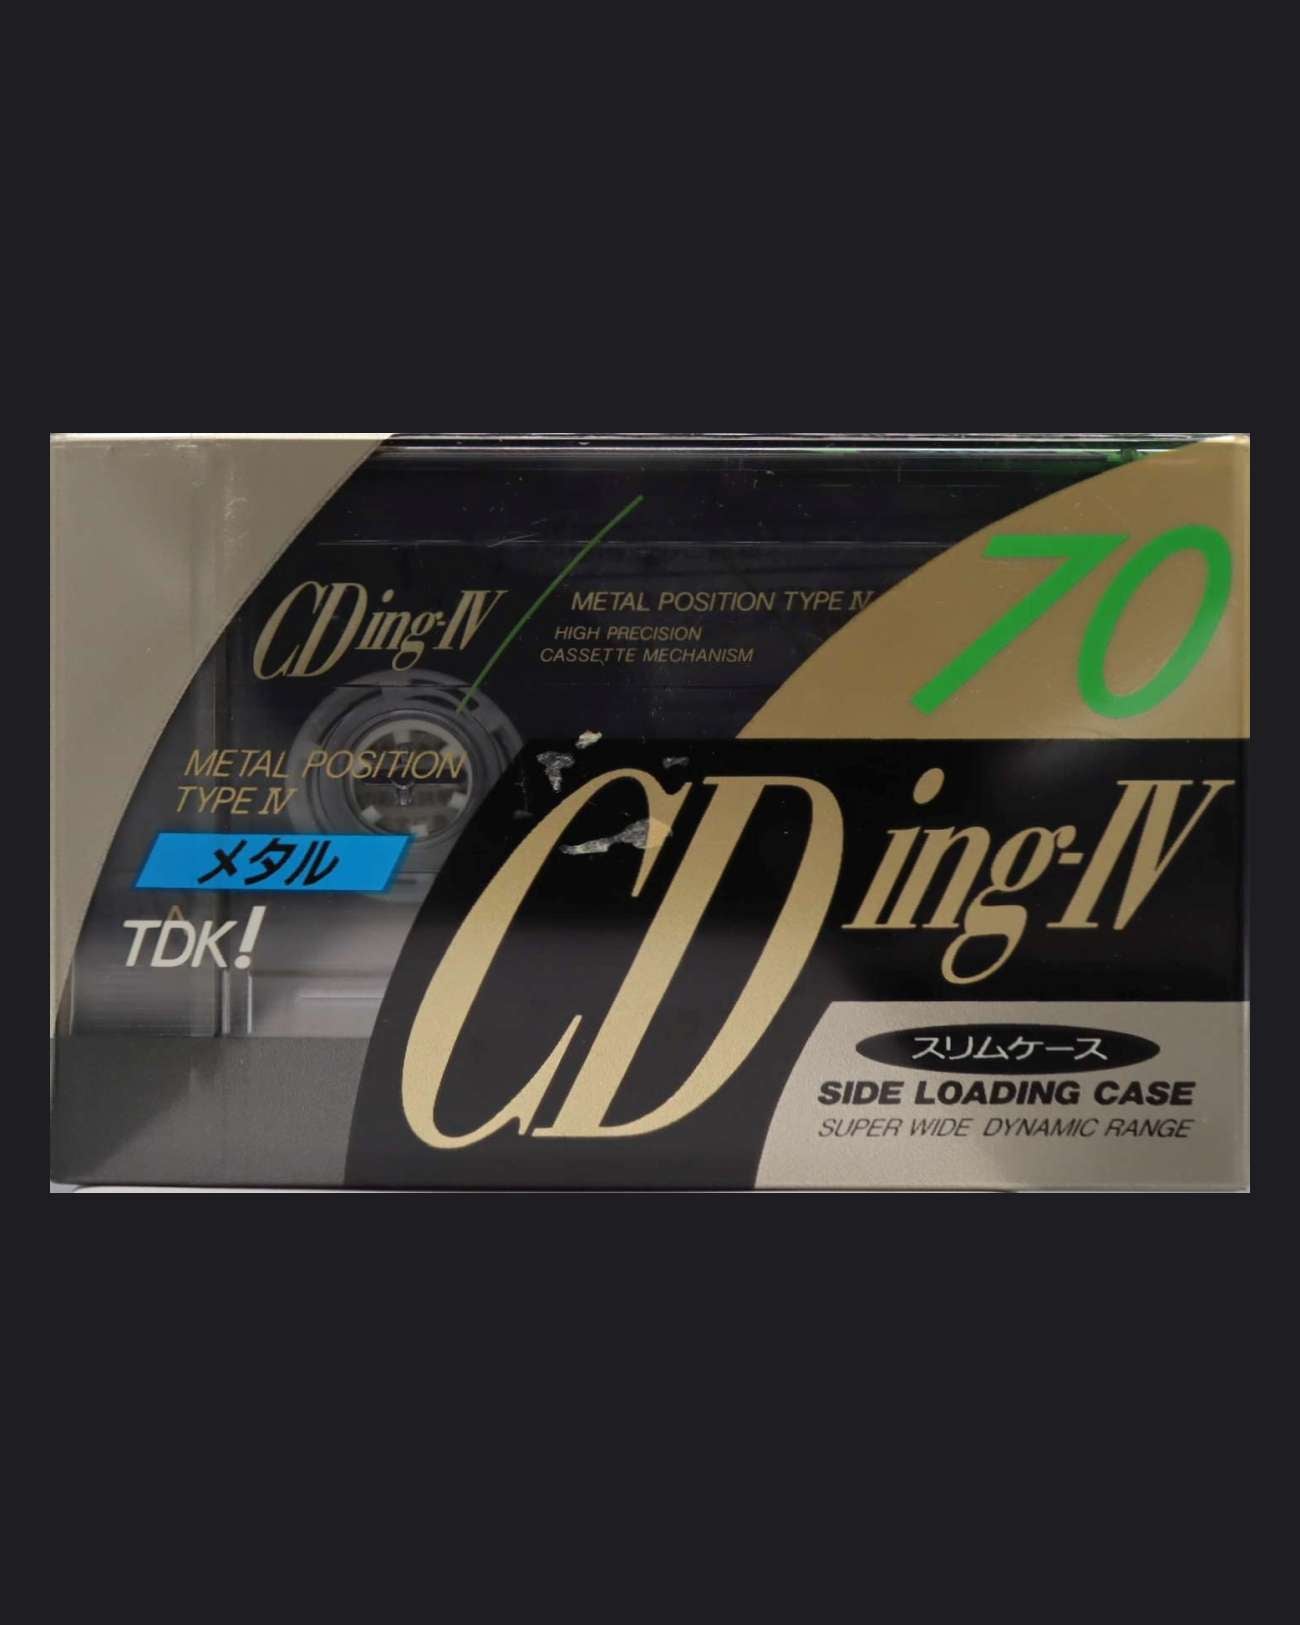 70
CDing-IV
METAL POSITION TYPE IV
HIGH PRECISION
CASSETTE MECHANISM
METAL POSITION
TYPE IV
メタル
TDK!
CDing-IV
スリムケース
SIDE LOADING CASE
SUPER WIDE DYNAMIC RANGE